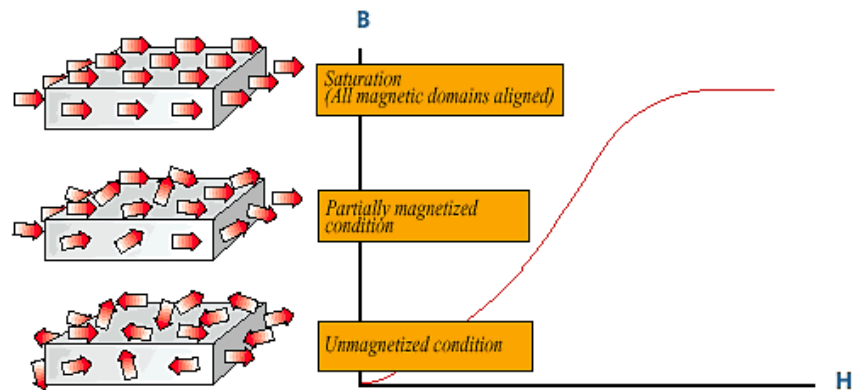 B
Saturation
(All magnetic domains aligned)
Partially magnetized
condition
Unmagnetized condition
H